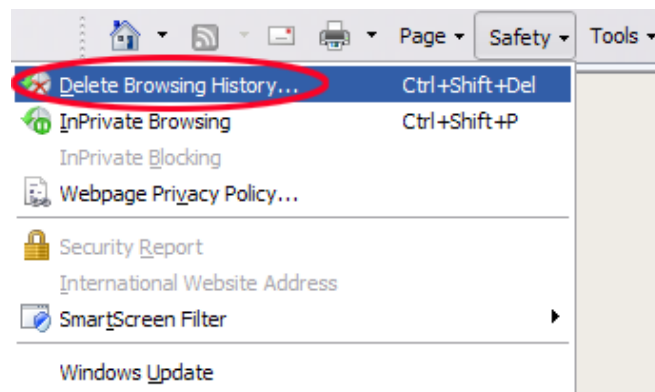 Page Safety Tools
Delete Browsing History... Ctrl+Shift+Del
InPrivate Browsing Ctrl+Shift+P
InPrivate Blocking
Webpage Privacy Policy...
Security Report
International Website Address
SmartScreen Filter
Windows Update